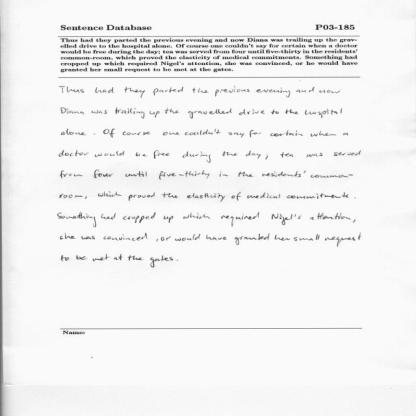 Sentence Database P03-185
Thus had they parted the previous evening and now Diana was trailing up the grav-
elled drive to the hospital alone. Of course one couldn't say for certain when a doctor
would be free during the day; tea was served from four until five-thirty in the residents'
common-room, which proved the elasticity of medical commitments. Something had
cropped up which required Nigel's attention, she was convinced, or he would have
granted her small request to be met at the gates.
Thus had they parted the previous evening and now
Diana was trailing up the gravelled drive to the hospital
alone. Of course one couldn't say for certain when a
doctor would be free during the day; tea was served
from four until five-thirty in the residents' common-
room, which proved the elasticity of medical commitments.
Something had cropped up which required Nigel's attention,
she was convinced, or would have granted her small request
to be met at the gates.
Name: